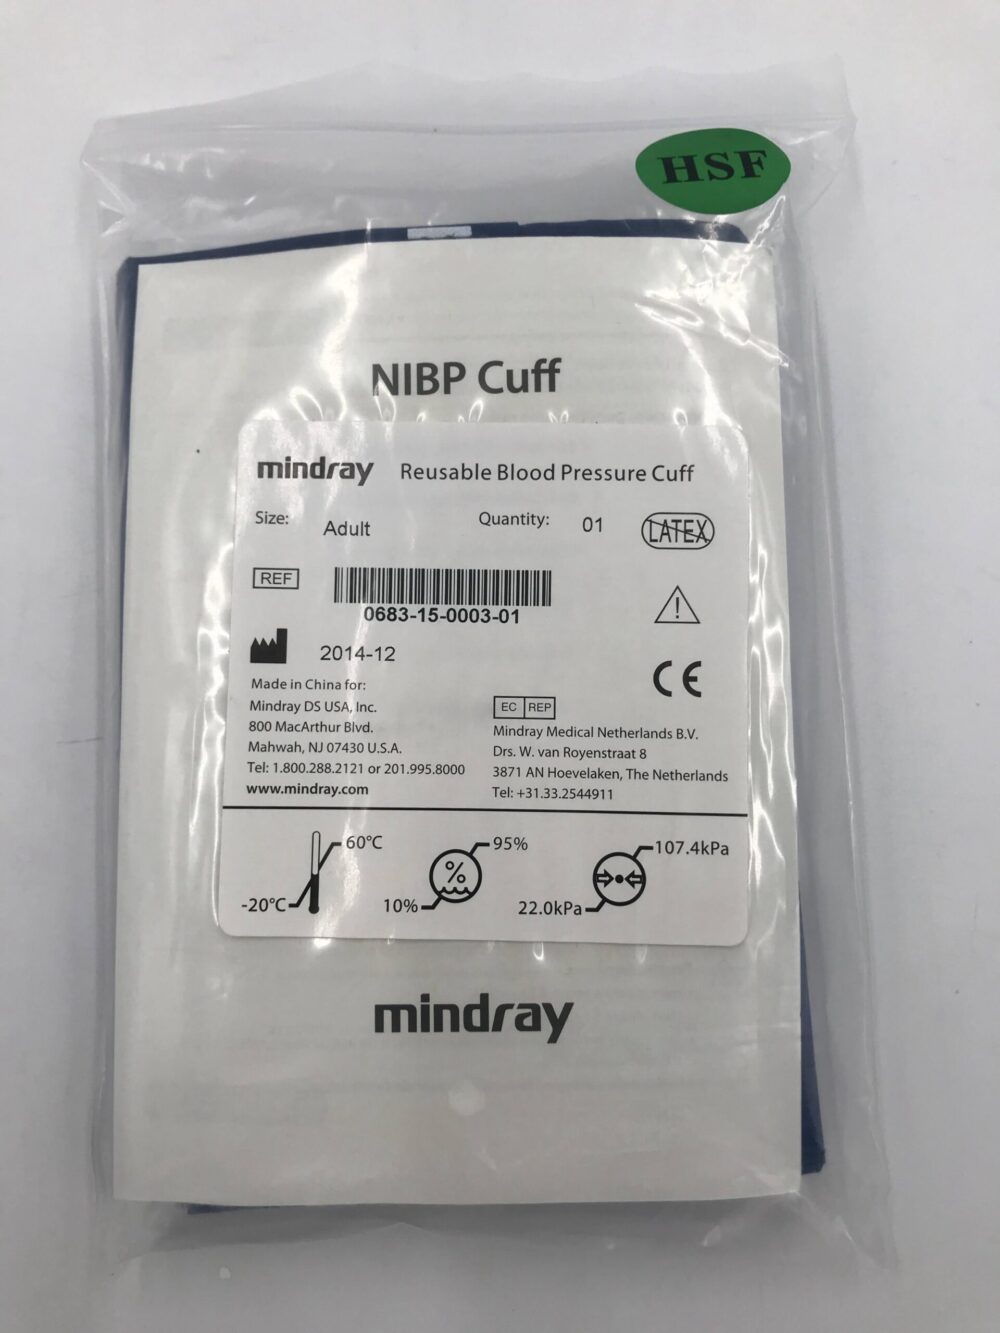 HSF
NIBP Cuff
mindray Reusable Blood Pressure Cuff
Size: Adult Quantity: 01
LATEX
REF
0683-15-0003-01
2014-12
Made in China for:
Mindray DS USA, Inc.
800 MacArthur Blvd.
Mahwah, NJ 07430 U.S.A.
Tel: 1.800.288.2121 or 201.995.8000
www.mindray.com
CE
EC REP
Mindray Medical Netherlands B.V.
Drs. W. van Royenstraat 8
3871 AN Hoevelaken, The Netherlands
Tel: +31.33.2544911
60°C
-20°C
95%
%
10%
107.4kPa
22.0kPa
mindray